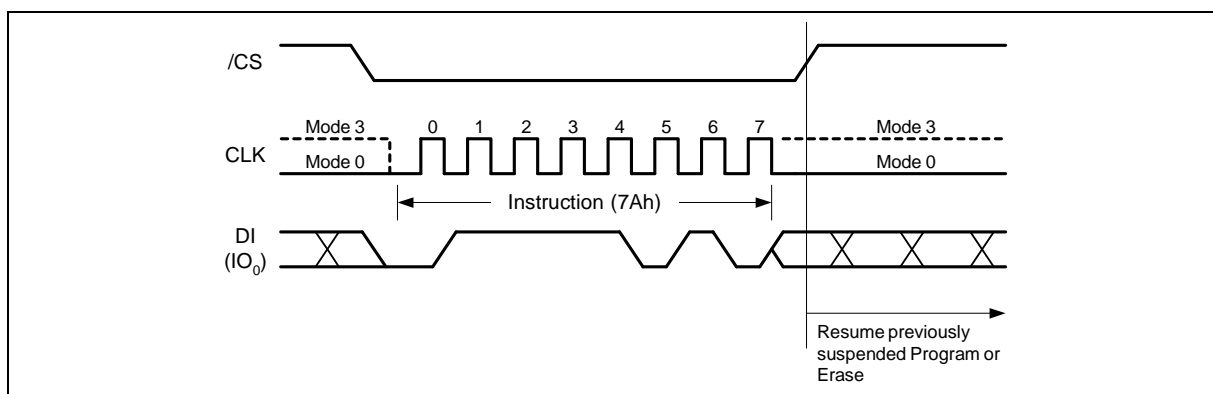 /CS
Mode 3 0 1 2 3 4 5 6 7 Mode 3
CLK
Mode 0 Mode 0
Instruction (7Ah)
DI
(IO0)
Resume previously
suspended Program or
Erase